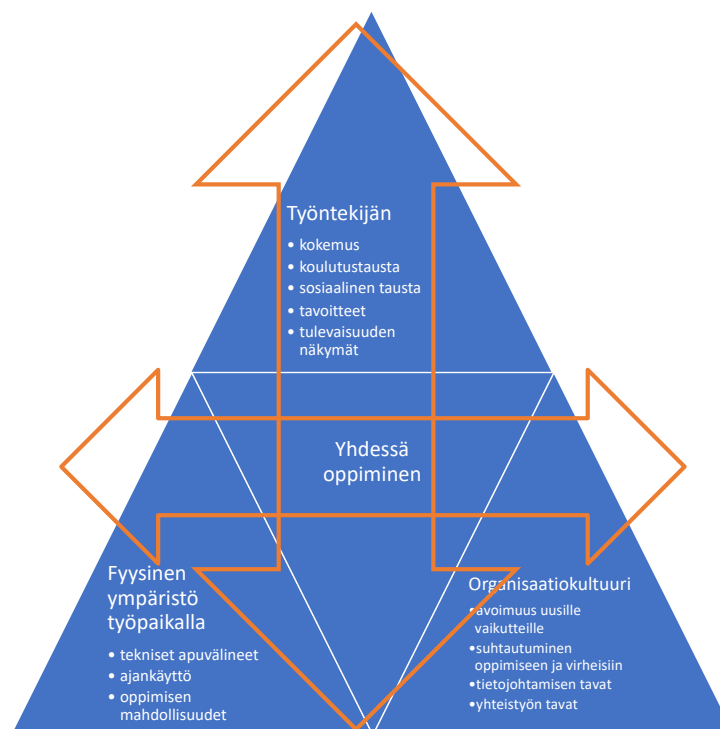 Työntekijän
• kokemus
• koulutustausta
• sosiaalinen tausta
• tavoitteet
• tulevaisuuden
näkymät
Yhdessä
oppiminen
Fyysinen
ympäristö
työpaikalla
• tekniset apuvälineet
• ajankäyttö
• oppimisen
mahdollisuudet
Organisaatiokultuuri
•avoimuus uusille
vaikutteille
•suhtautuminen
oppimiseen ja virheisiin
•tietojohtamisen tavat
•yhteistyön tavat